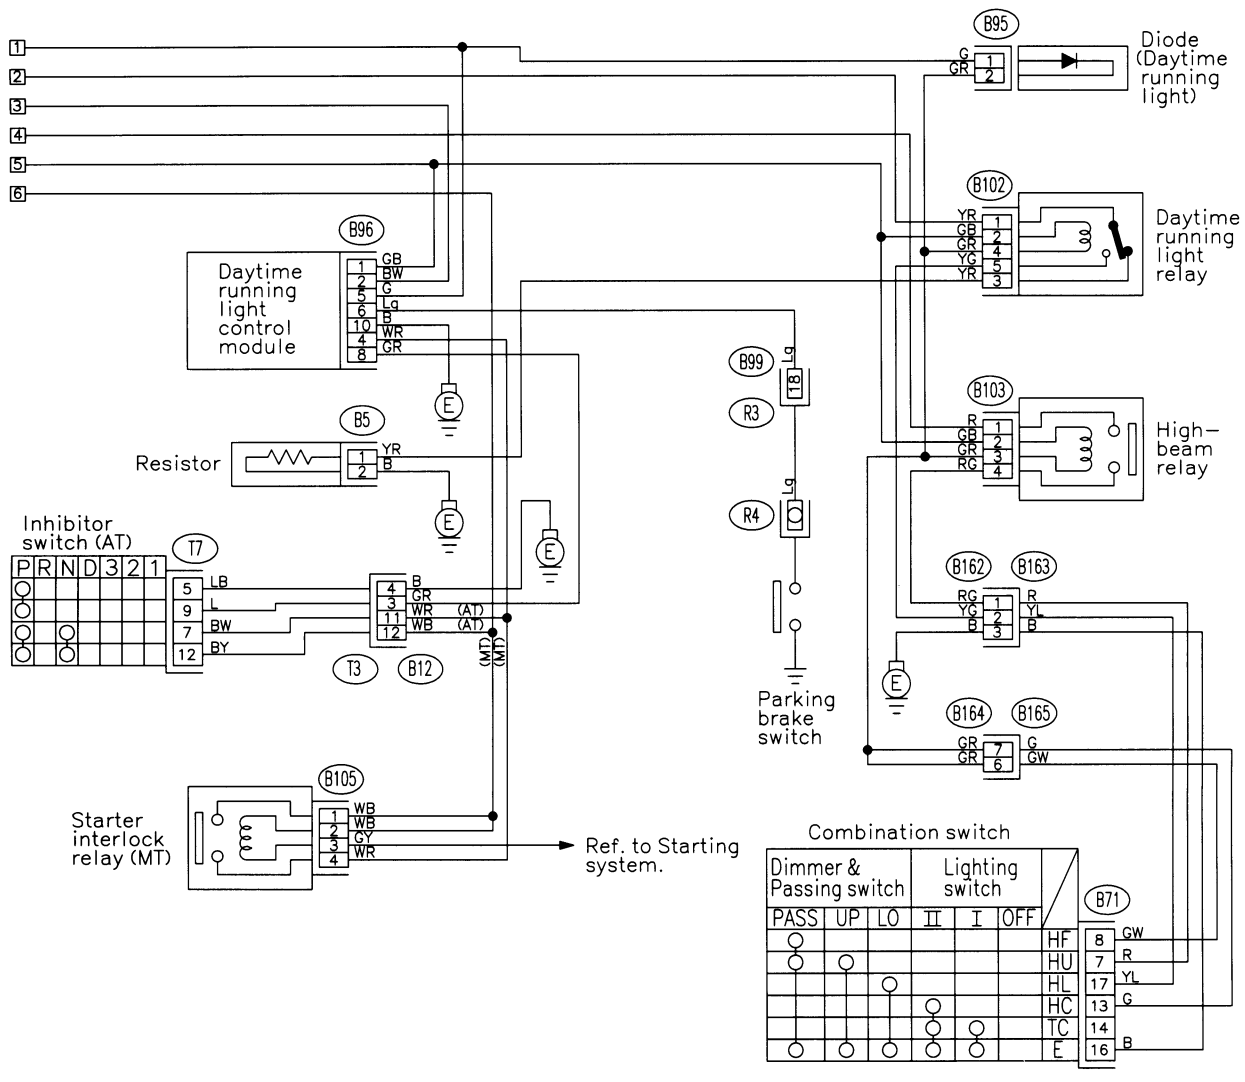 1
2
3
4
5
6
B95
G 1
GR 2
Diode
(Daytime
running
light)
B102
YR 1
GB 2
GR 4
YG 5
YR 3
Daytime
running
light
relay
B96
Daytime
running
light
control
module
1 GB
2 BW
5 G
6 Lg
10 B
4 WR
8 GR
E
B99
Lg
18
R3
Lg
R4
Parking
brake
switch
B103
R 1
GB 2
GR 3
RG 4
High-
beam
relay
B5
Resistor
1 YR
2 B
E
E
Inhibitor
switch (AT)
P R N D 3 2 1
T7
5 LB
9 L
7 BW
12 BY
4 B
3 GR
11 WR (AT)
12 WB (AT)
(MT)
(MT)
T3
B12
B162
B163
RG 1 R
YG 2 YL
B 3 B
E
B164
B165
GR 7 G
GR 6 GW
B105
Starter
interlock
relay (MT)
1 WB
2 WB
3 GY
4 WR
Ref. to Starting
system.
Combination switch
Dimmer &
Passing switch
Lighting
switch
PASS UP LO II I OFF
B71
HF 8 GW
HU 7 R
HL 17 YL
HC 13 G
TC 14
E 16 B